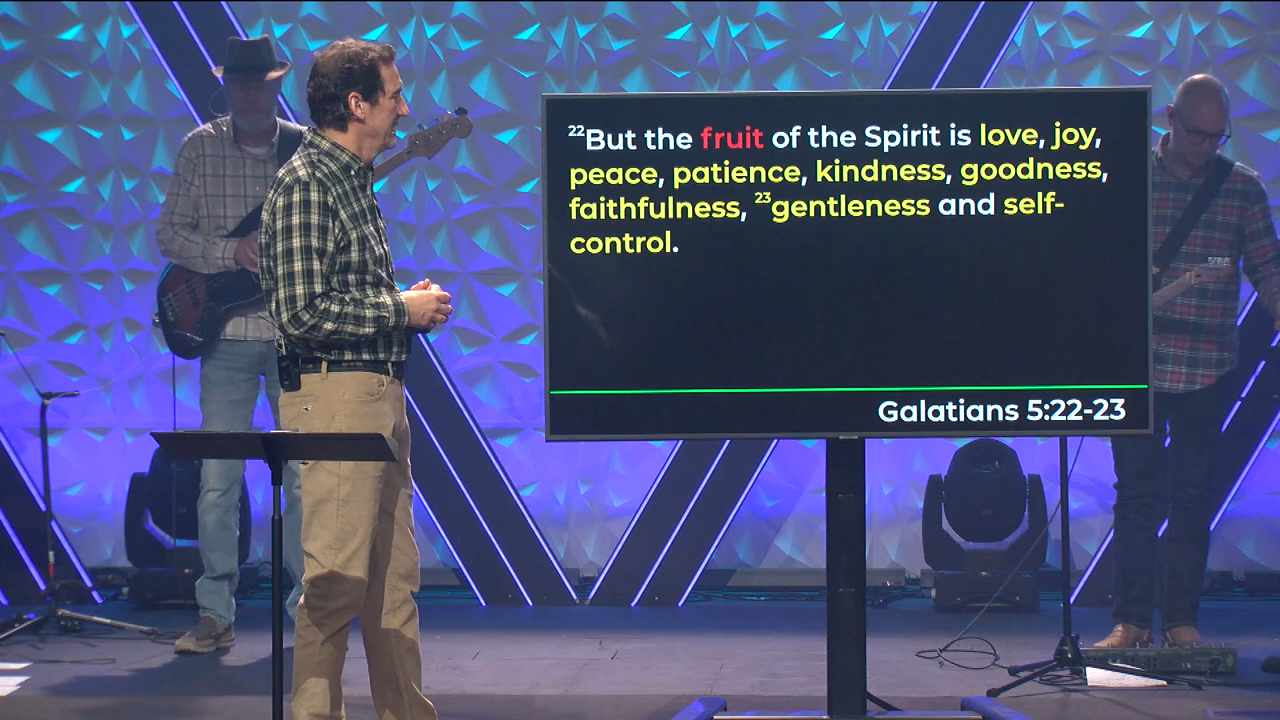 ²²But the fruit of the Spirit is love, joy,
peace, patience, kindness, goodness,
faithfulness, ²³gentleness and self-
control.
Galatians 5:22-23